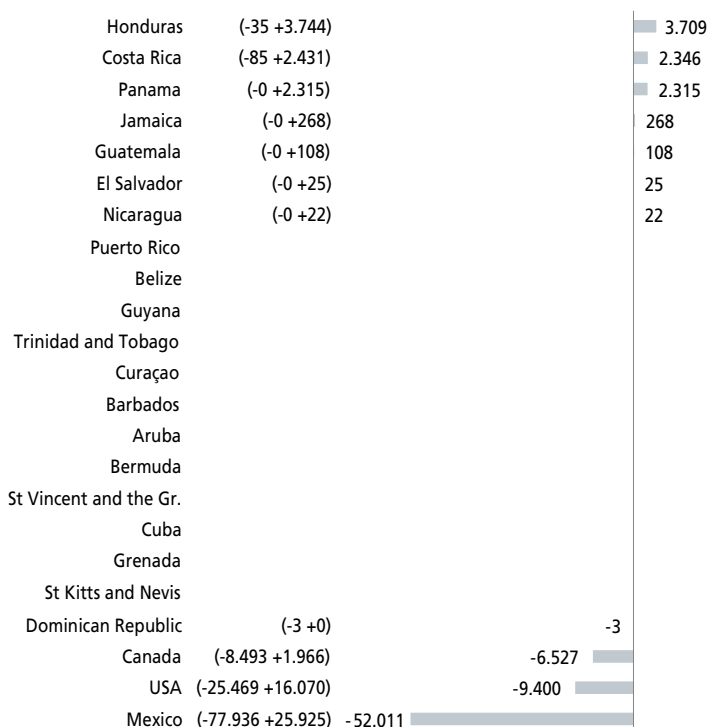 Honduras (-35 +3.744) 3.709
Costa Rica (-85 +2.431) 2.346
Panama (-0 +2.315) 2.315
Jamaica (-0 +268) 268
Guatemala (-0 +108) 108
El Salvador (-0 +25) 25
Nicaragua (-0 +22) 22
Puerto Rico
Belize
Guyana
Trinidad and Tobago
Curaçao
Barbados
Aruba
Bermuda
St Vincent and the Gr.
Cuba
Grenada
St Kitts and Nevis
Dominican Republic (-3 +0) -3
Canada (-8.493 +1.966) -6.527
USA (-25.469 +16.070) -9.400
Mexico (-77.936 +25.925) -52.011